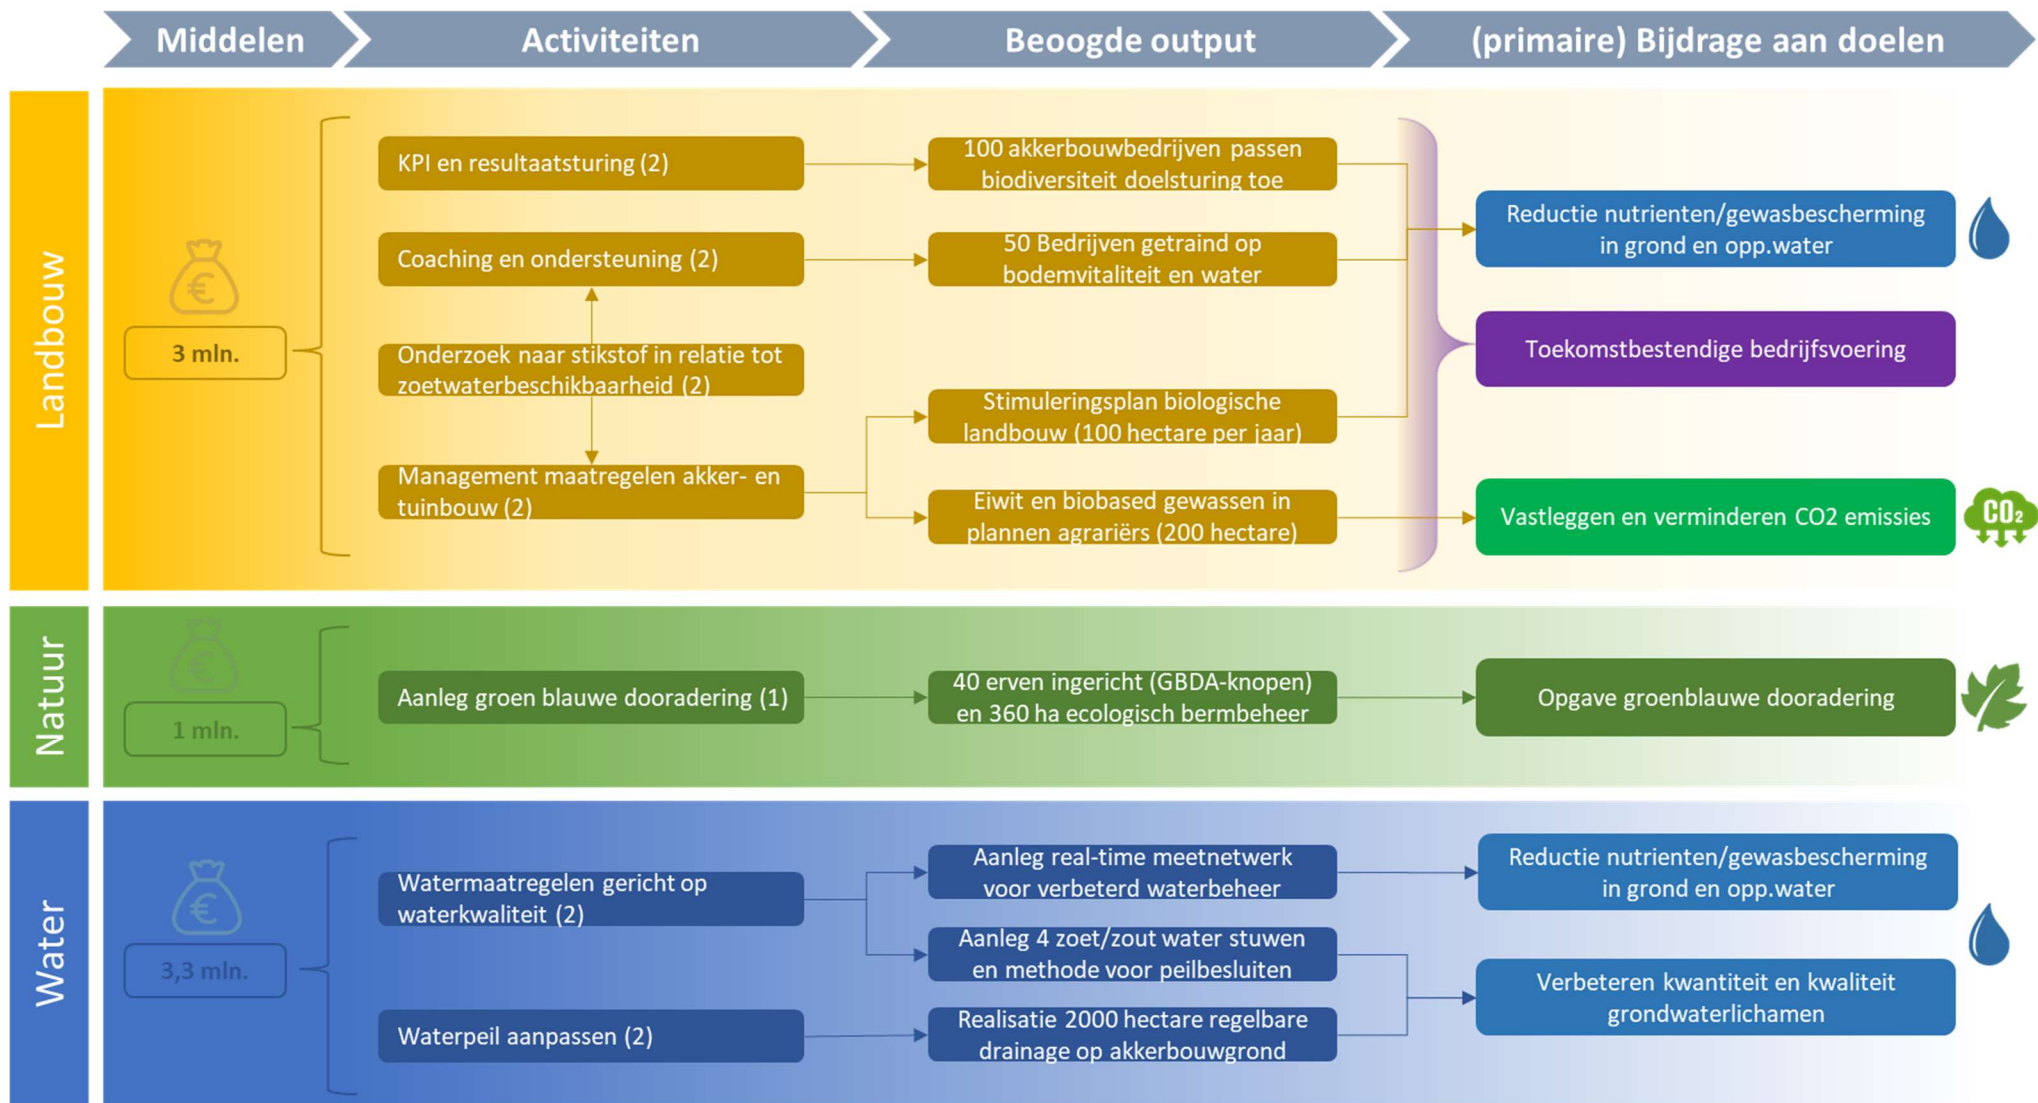 Middelen
Activiteiten
Beoogde output
(primaire) Bijdrage aan doelen
Landbouw
3 mln.
KPI en resultaatsturing (2)
100 akkerbouwbedrijven passen
biodiversiteit doelsturing toe
Coaching en ondersteuning (2)
50 Bedrijven getraind op
bodemvitaliteit en water
Onderzoek naar stikstof in relatie tot
zoetwaterbeschikbaarheid (2)
Management maatregelen akker- en
tuinbouw (2)
Stimuleringsplan biologische
landbouw (100 hectare per jaar)
Eiwit en biobased gewassen in
plannen agrariërs (200 hectare)
Reductie nutrienten/gewasbescherming
in grond en opp.water
Toekomstbestendige bedrijfsvoering
Vastleggen en verminderen CO2 emissies
CO₂
Natuur
1 mln.
Aanleg groen blauwe dooradering (1)
40 erven ingericht (GBDA-knopen)
en 360 ha ecologisch bermbeheer
Opgave groenblauwe dooradering
Water
3,3 mln.
Watermaatregelen gericht op
waterkwaliteit (2)
Aanleg real-time meetnetwerk
voor verbeterd waterbeheer
Aanleg 4 zoet/zout water stuwen
en methode voor peilbesluiten
Waterpeil aanpassen (2)
Realisatie 2000 hectare regelbare
drainage op akkerbouwgrond
Reductie nutrienten/gewasbescherming
in grond en opp.water
Verbeteren kwantiteit en kwaliteit
grondwaterlichamen